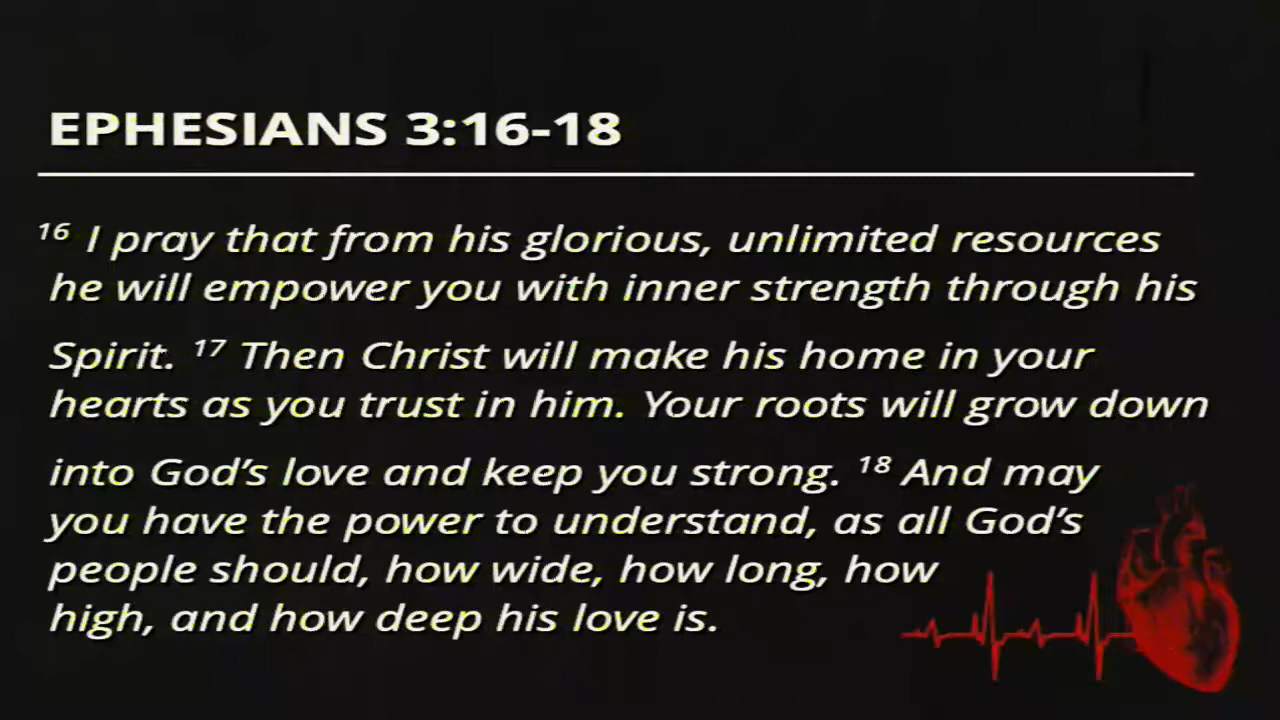 EPHESIANS 3:16-18
¹⁶ I pray that from his glorious, unlimited resources
he will empower you with inner strength through his
Spirit. ¹⁷ Then Christ will make his home in your
hearts as you trust in him. Your roots will grow down
into God’s love and keep you strong. ¹⁸ And may
you have the power to understand, as all God’s
people should, how wide, how long, how
high, and how deep his love is.